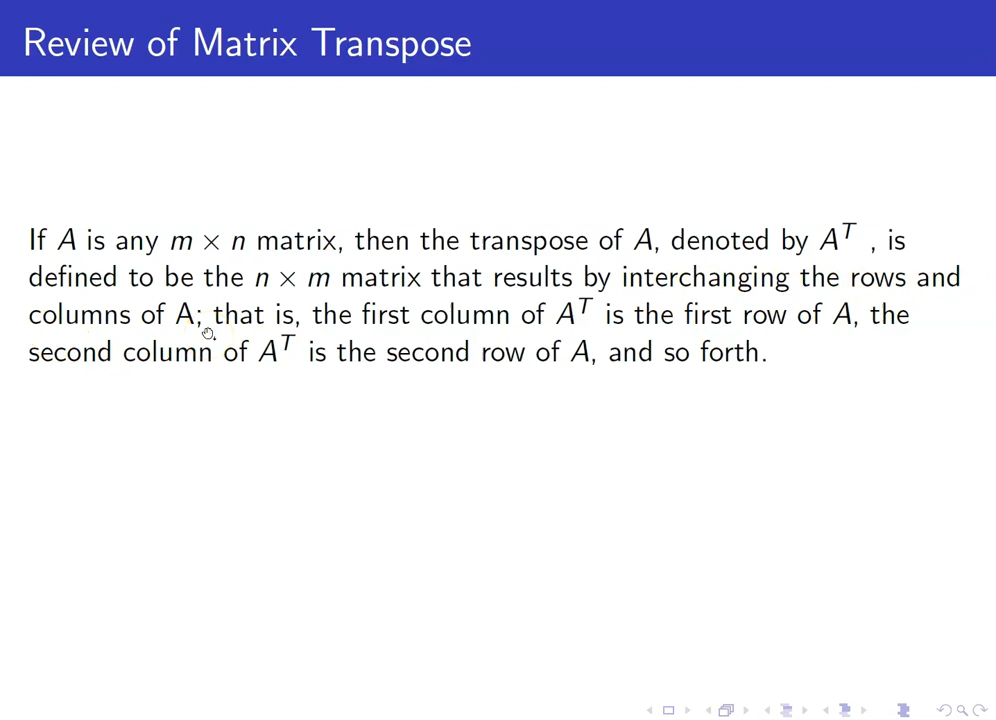 Review of Matrix Transpose
If A is any m × n matrix, then the transpose of A, denoted by A^T , is
defined to be the n × m matrix that results by interchanging the rows and
columns of A; that is, the first column of A^T is the first row of A, the
second column of A^T is the second row of A, and so forth.